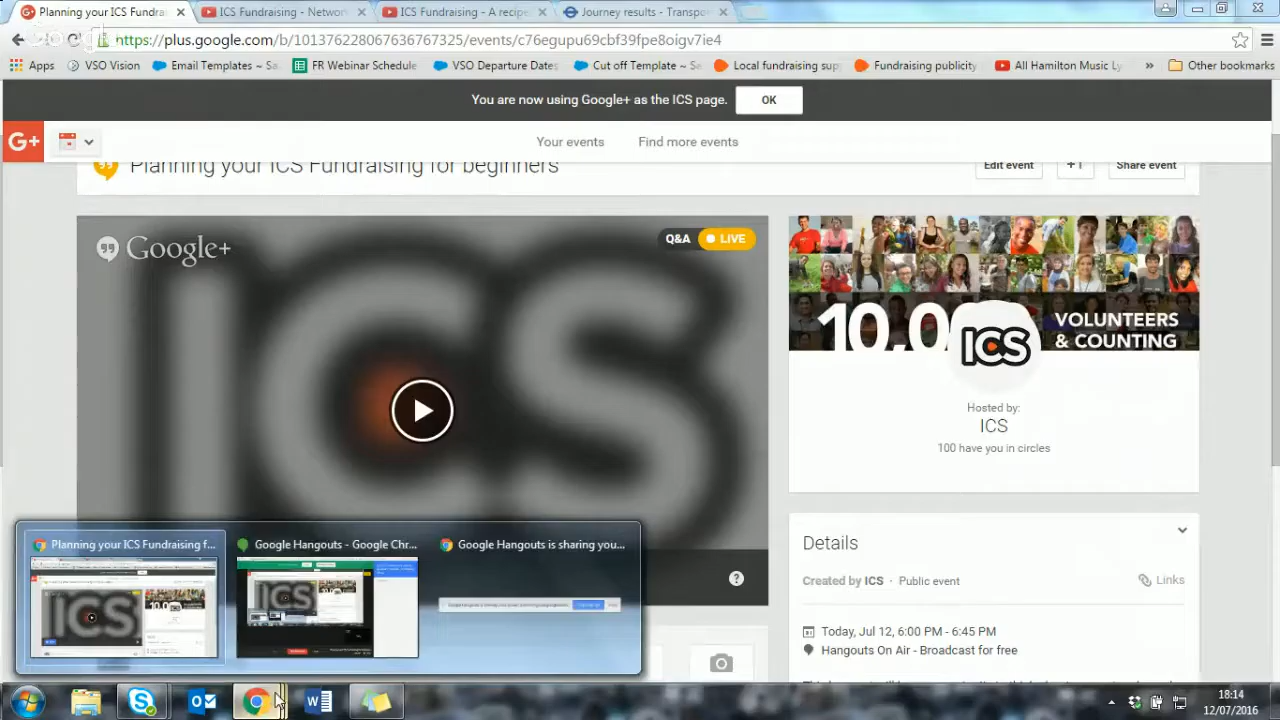 Planning your ICS Fundrai
ICS Fundraising - Networ
ICS Fundraising - A recipe
Journey results - Transpo
https://plus.google.com/b/101376228067636767325/events/c76egupu69cbf39fpe8oigv7ie4
Apps
VSO Vision
Email Templates ~ Sa
FR Webinar Schedule
VSO Departure Dates
Cut off Template ~ Se
Local fundraising sup
Fundraising publicity
All Hamilton Music Ly
»
Other bookmarks
You are now using Google+ as the ICS page.
OK
G+
Your events
Find more events
Planning your ICS Fundraising for beginners
Edit event
+1
Share event
Google+
Q&A
LIVE
ICS
10,0
VOLUNTEERS
& COUNTING
ICS
Hosted by:
ICS
100 have you in circles
Details
Created by ICS · Public event
Links
Today, Jul 12, 6:00 PM - 6:45 PM
Hangouts On Air - Broadcast for free
Planning your ICS Fundraising f...
Google Hangouts - Google Chr...
Google Hangouts is sharing you...
18:14
12/07/2016